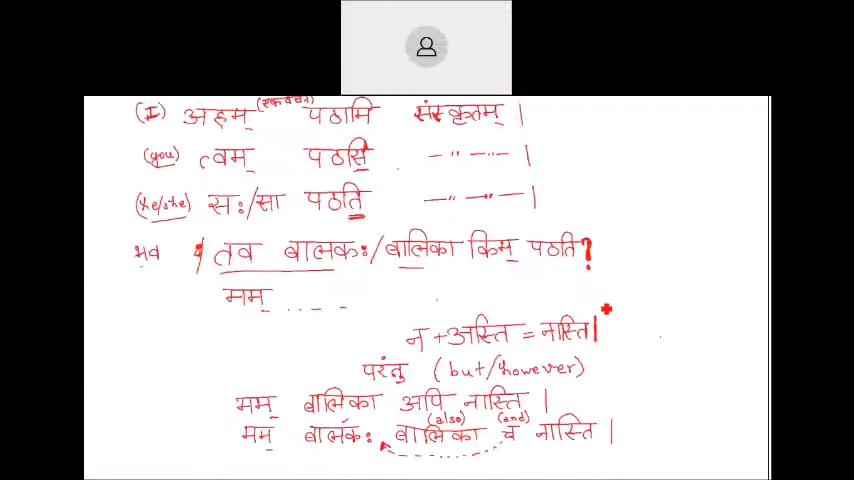 (I) अहम् (एकवचन) पठामि संस्कृतम् |
(you) त्वम् पठसि —〃—〃— |
(he/she) सः/सा पठति —〃—〃— |
भव / तव बालकः/बालिका किम् पठति?
मम् . . . _ _
न + अस्ति = नास्ति|
परंतु (but/however)
मम् बालिका अपि नास्ति |
(also) (and)
मम् बालकः बालिका च नास्ति |